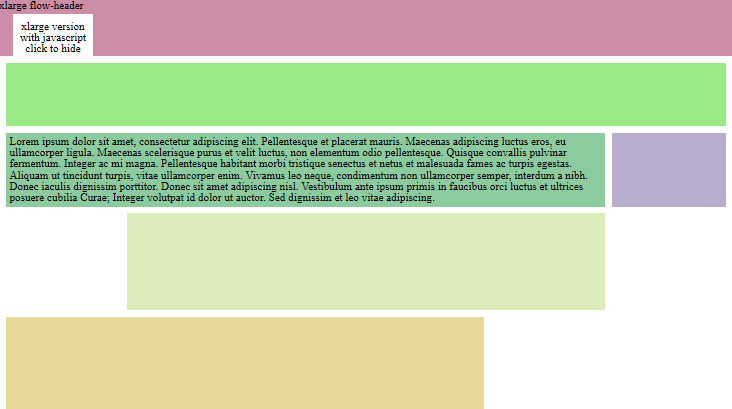 xlarge flow-header
xlarge version
with javascript
click to hide
Lorem ipsum dolor sit amet, consectetur adipiscing elit. Pellentesque et placerat mauris. Maecenas adipiscing luctus eros, eu
ullamcorper ligula. Maecenas scelerisque purus et velit luctus, non elementum odio pellentesque. Quisque convallis pulvinar
fermentum. Integer ac mi magna. Pellentesque habitant morbi tristique senectus et netus et malesuada fames ac turpis egestas.
Aliquam ut tincidunt turpis, vitae ullamcorper enim. Vivamus leo neque, condimentum non ullamcorper semper, interdum a nibh.
Donec iaculis dignissim porttitor. Donec sit amet adipiscing nisl. Vestibulum ante ipsum primis in faucibus orci luctus et ultrices
posuere cubilia Curae; Integer volutpat id dolor ut auctor. Sed dignissim et leo vitae adipiscing.